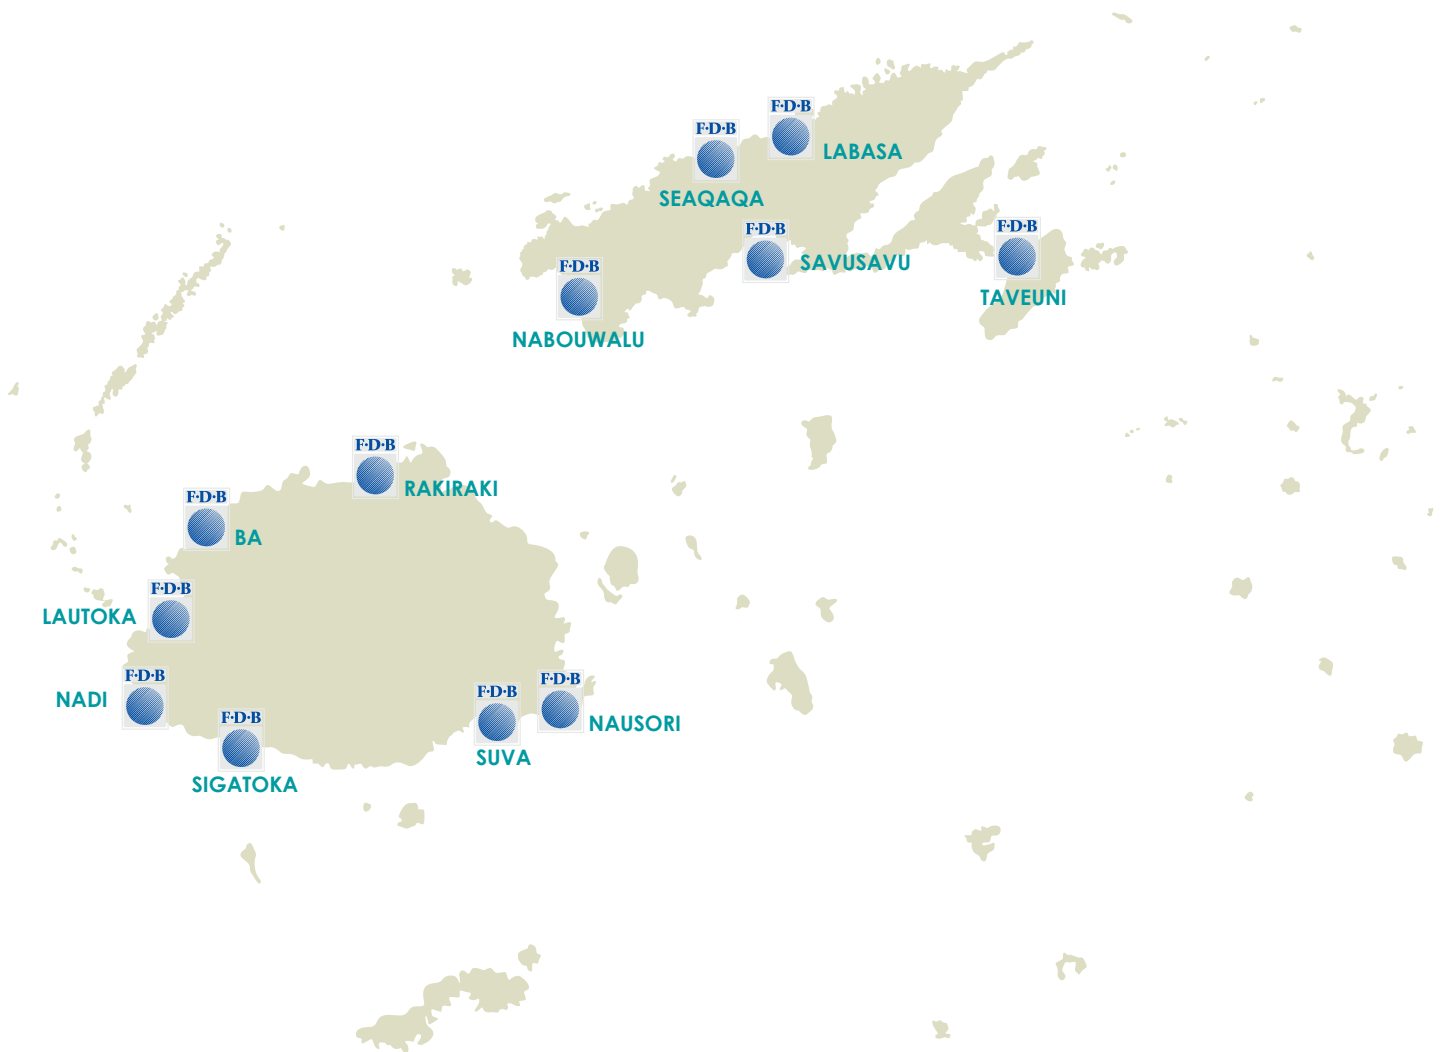 F·D·B
LABASA
F·D·B
SEAQAQA
F·D·B
SAVUSAVU
F·D·B
TAVEUNI
F·D·B
NABOUWALU
F·D·B
RAKIRAKI
F·D·B
BA
F·D·B
LAUTOKA
F·D·B
NADI
F·D·B
SIGATOKA
F·D·B
SUVA
F·D·B
NAUSORI